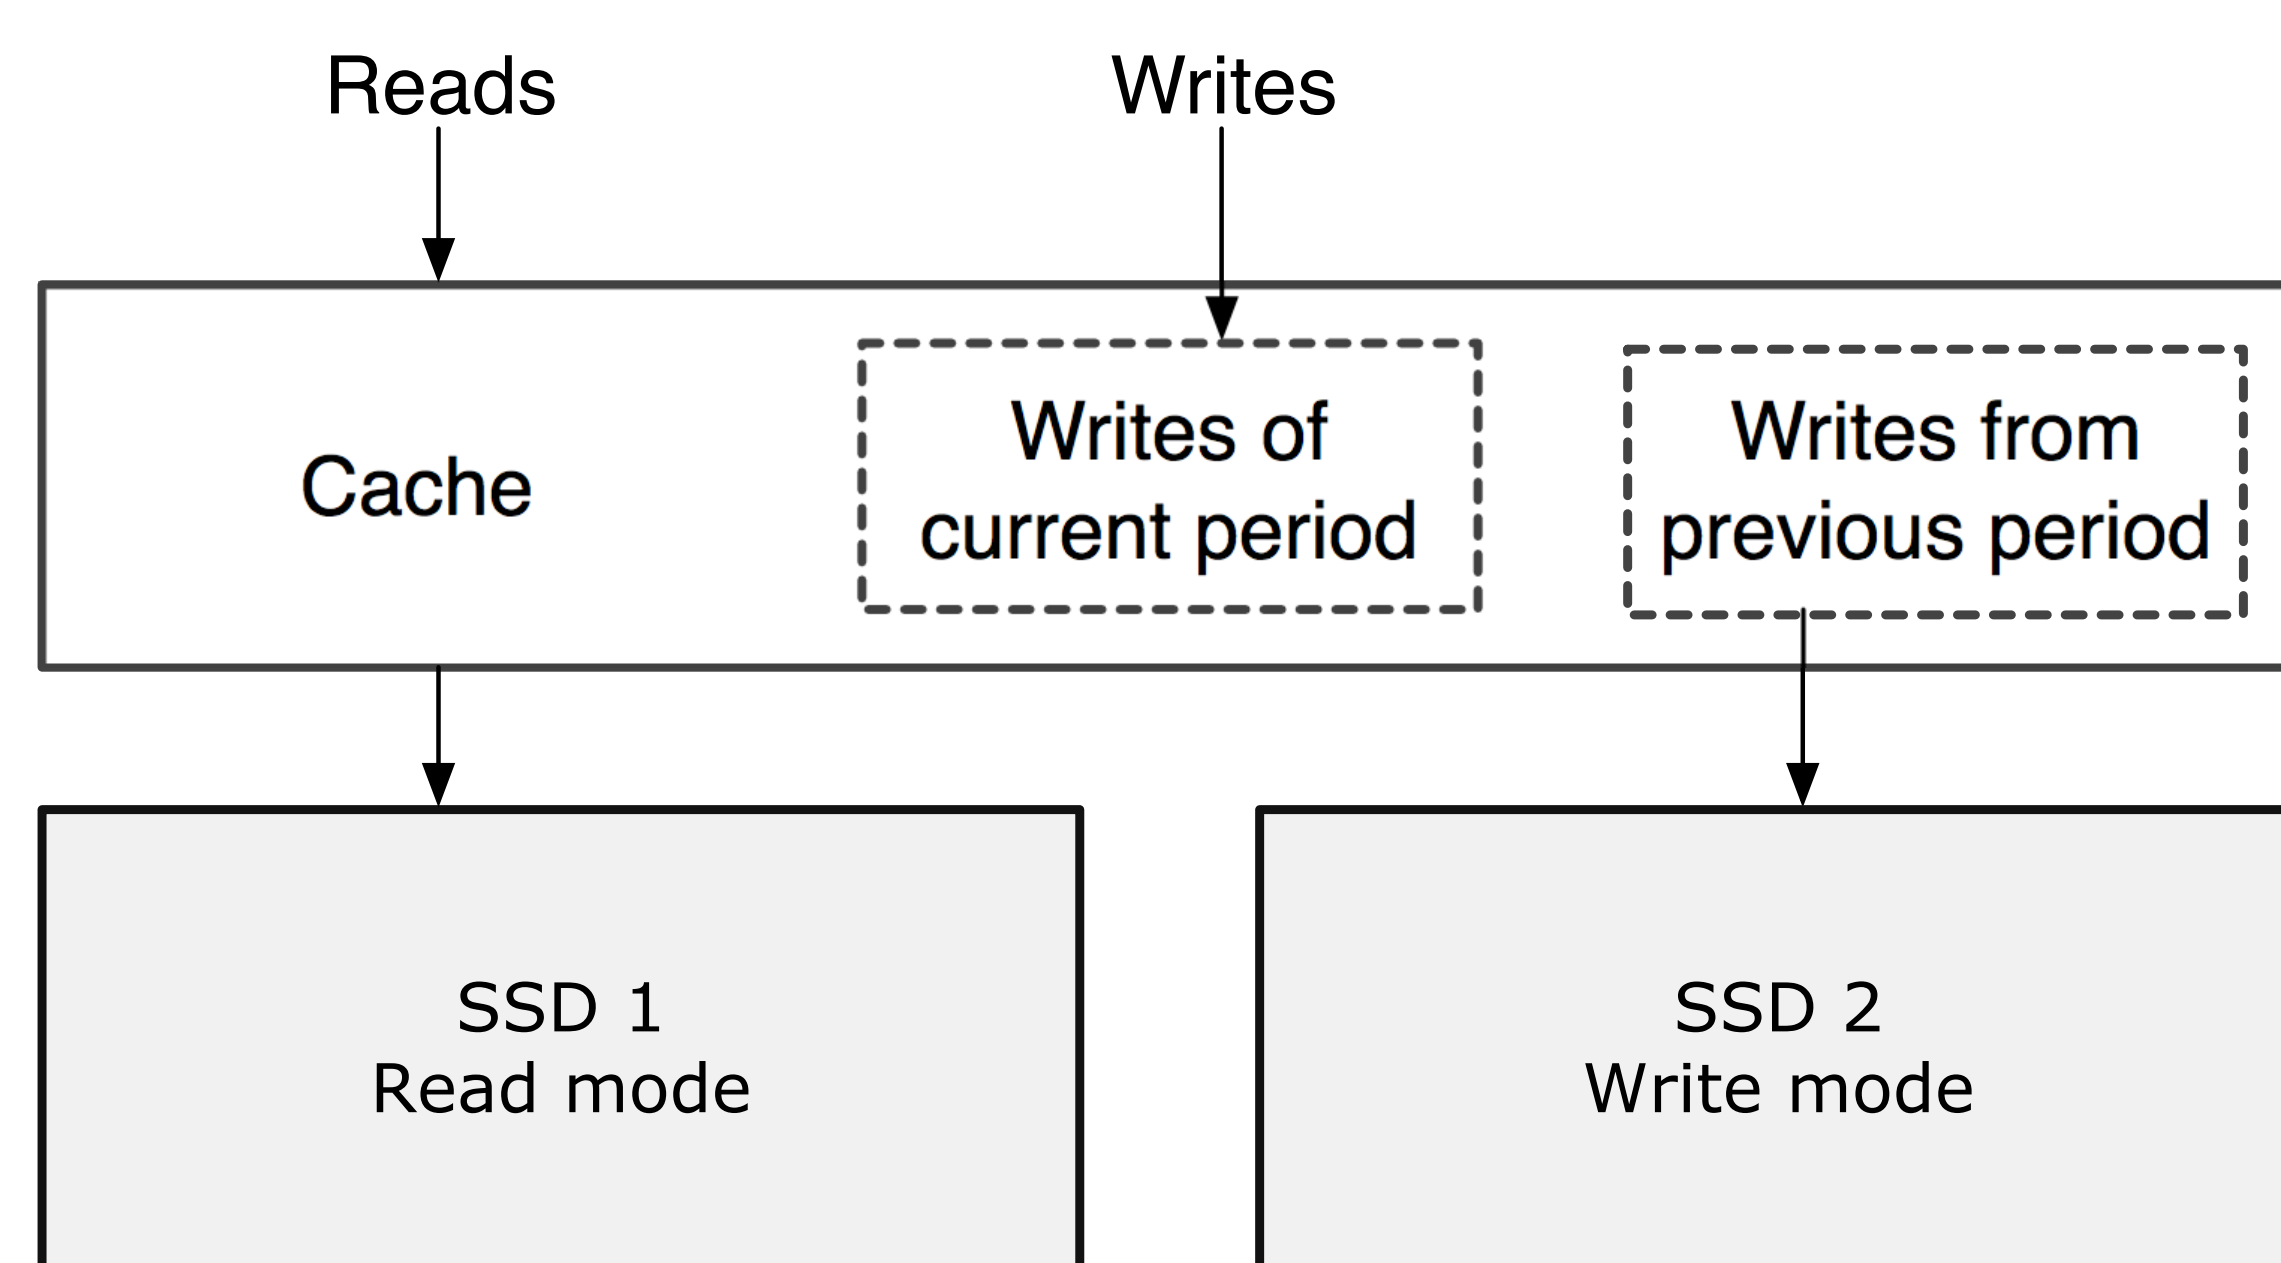 Reads
Writes
Cache
Writes of
current period
Writes from
previous period
SSD 1
Read mode
SSD 2
Write mode